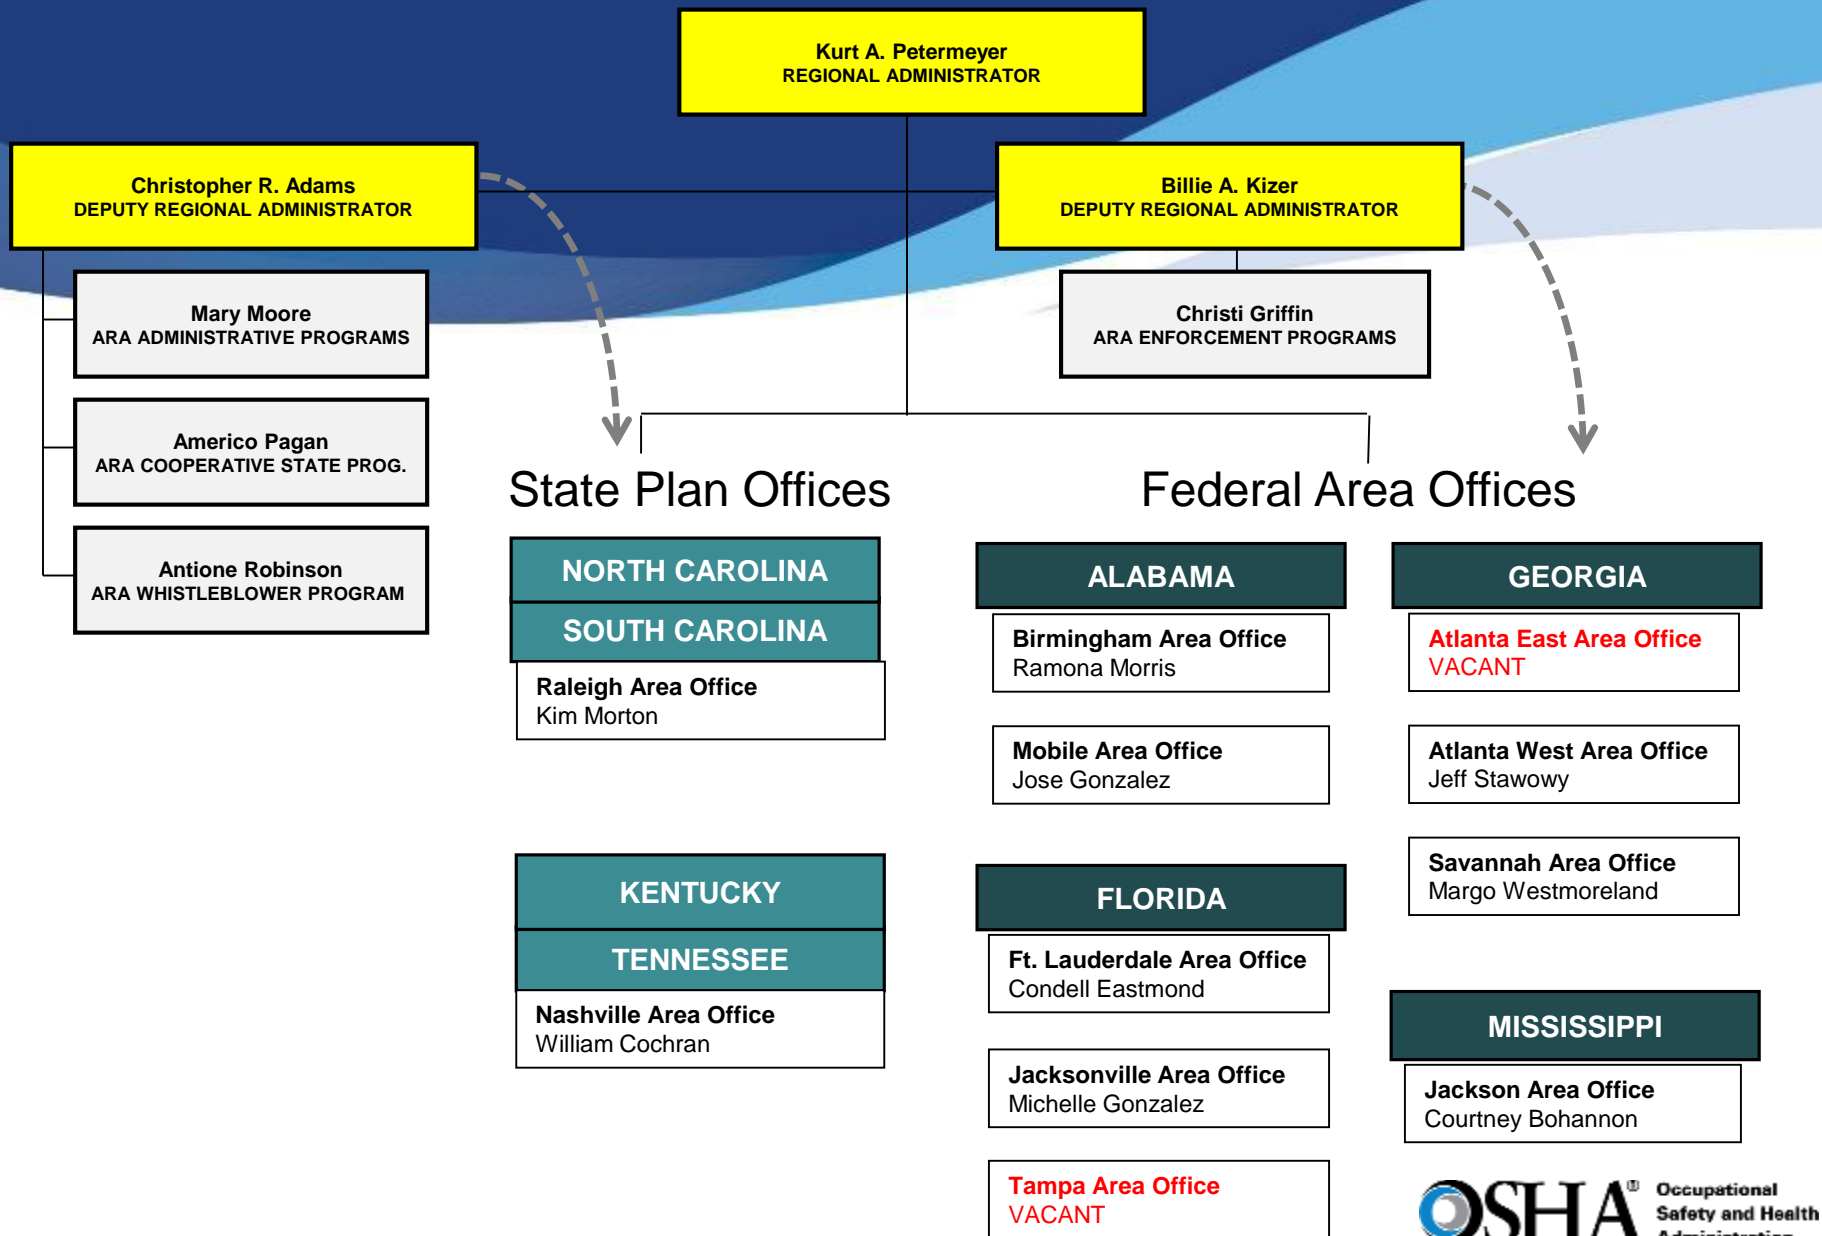 Kurt A. Petermeyer
REGIONAL ADMINISTRATOR
Christopher R. Adams
DEPUTY REGIONAL ADMINISTRATOR
Billie A. Kizer
DEPUTY REGIONAL ADMINISTRATOR
Mary Moore
ARA ADMINISTRATIVE PROGRAMS
Americo Pagan
ARA COOPERATIVE STATE PROG.
Antione Robinson
ARA WHISTLEBLOWER PROGRAM
Christi Griffin
ARA ENFORCEMENT PROGRAMS
State Plan Offices
NORTH CAROLINA
SOUTH CAROLINA
Raleigh Area Office
Kim Morton
KENTUCKY
TENNESSEE
Nashville Area Office
William Cochran
Federal Area Offices
ALABAMA
Birmingham Area Office
Ramona Morris
Mobile Area Office
Jose Gonzalez
FLORIDA
Ft. Lauderdale Area Office
Condell Eastmond
Jacksonville Area Office
Michelle Gonzalez
Tampa Area Office
VACANT
GEORGIA
Atlanta East Area Office
VACANT
Atlanta West Area Office
Jeff Stawowy
Savannah Area Office
Margo Westmoreland
MISSISSIPPI
Jackson Area Office
Courtney Bohannon
OSHA®
Occupational
Safety and Health
Administration